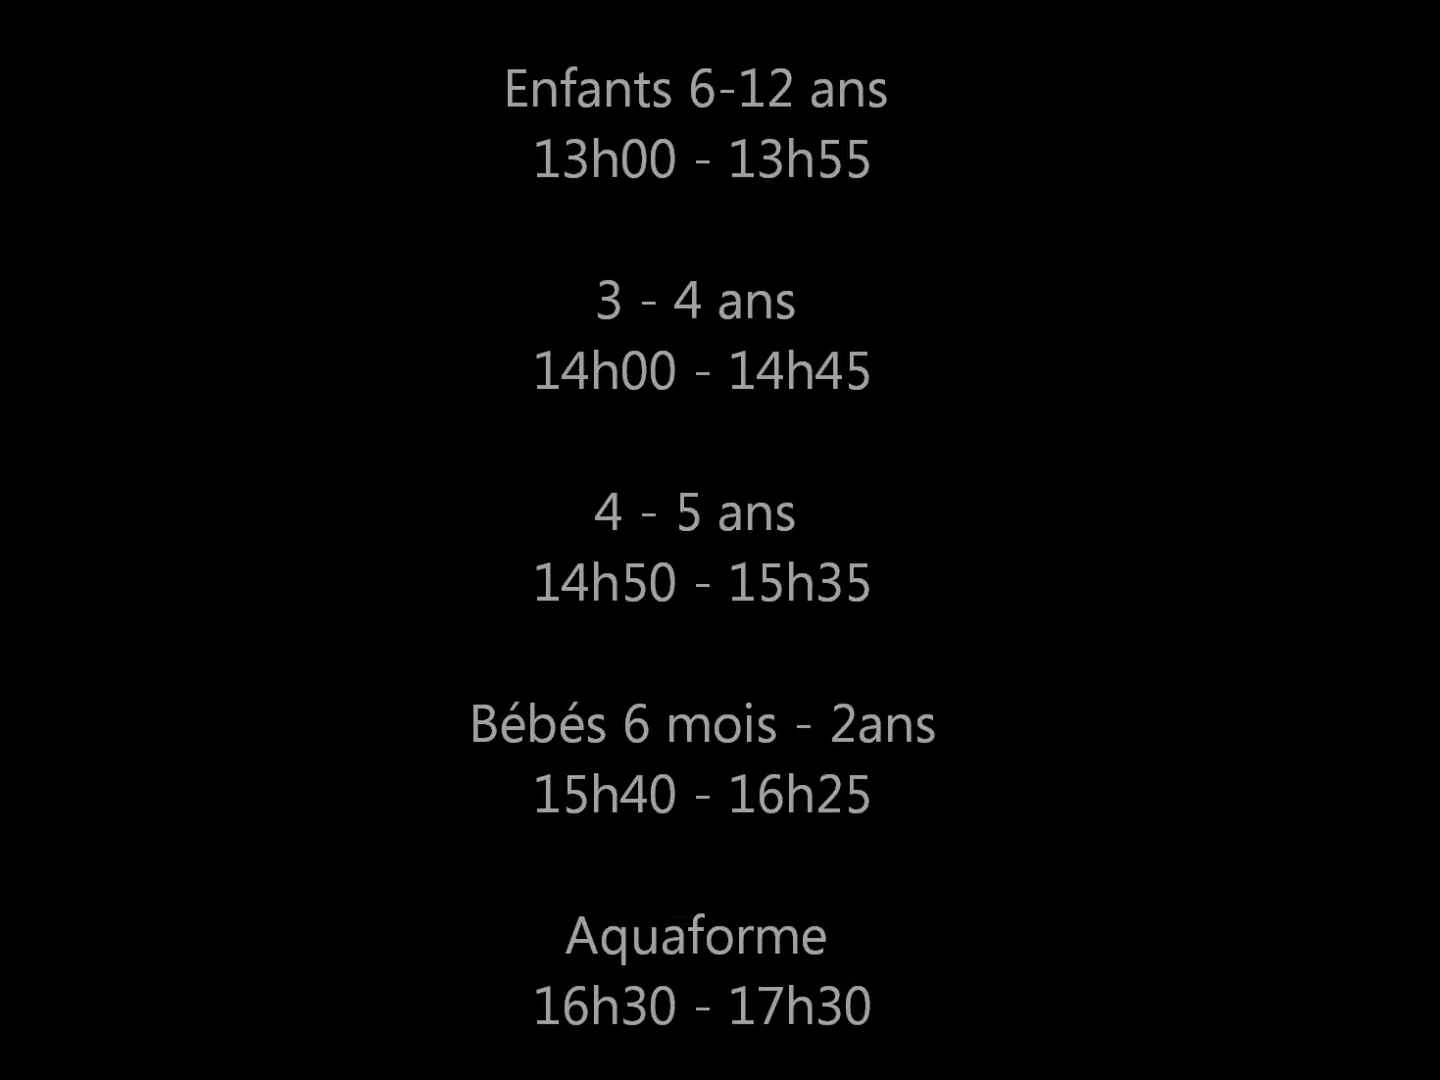 Enfants 6-12 ans
13h00 - 13h55
3 - 4 ans
14h00 - 14h45
4 - 5 ans
14h50 - 15h35
Bébés 6 mois - 2ans
15h40 - 16h25
Aquaforme
16h30 - 17h30